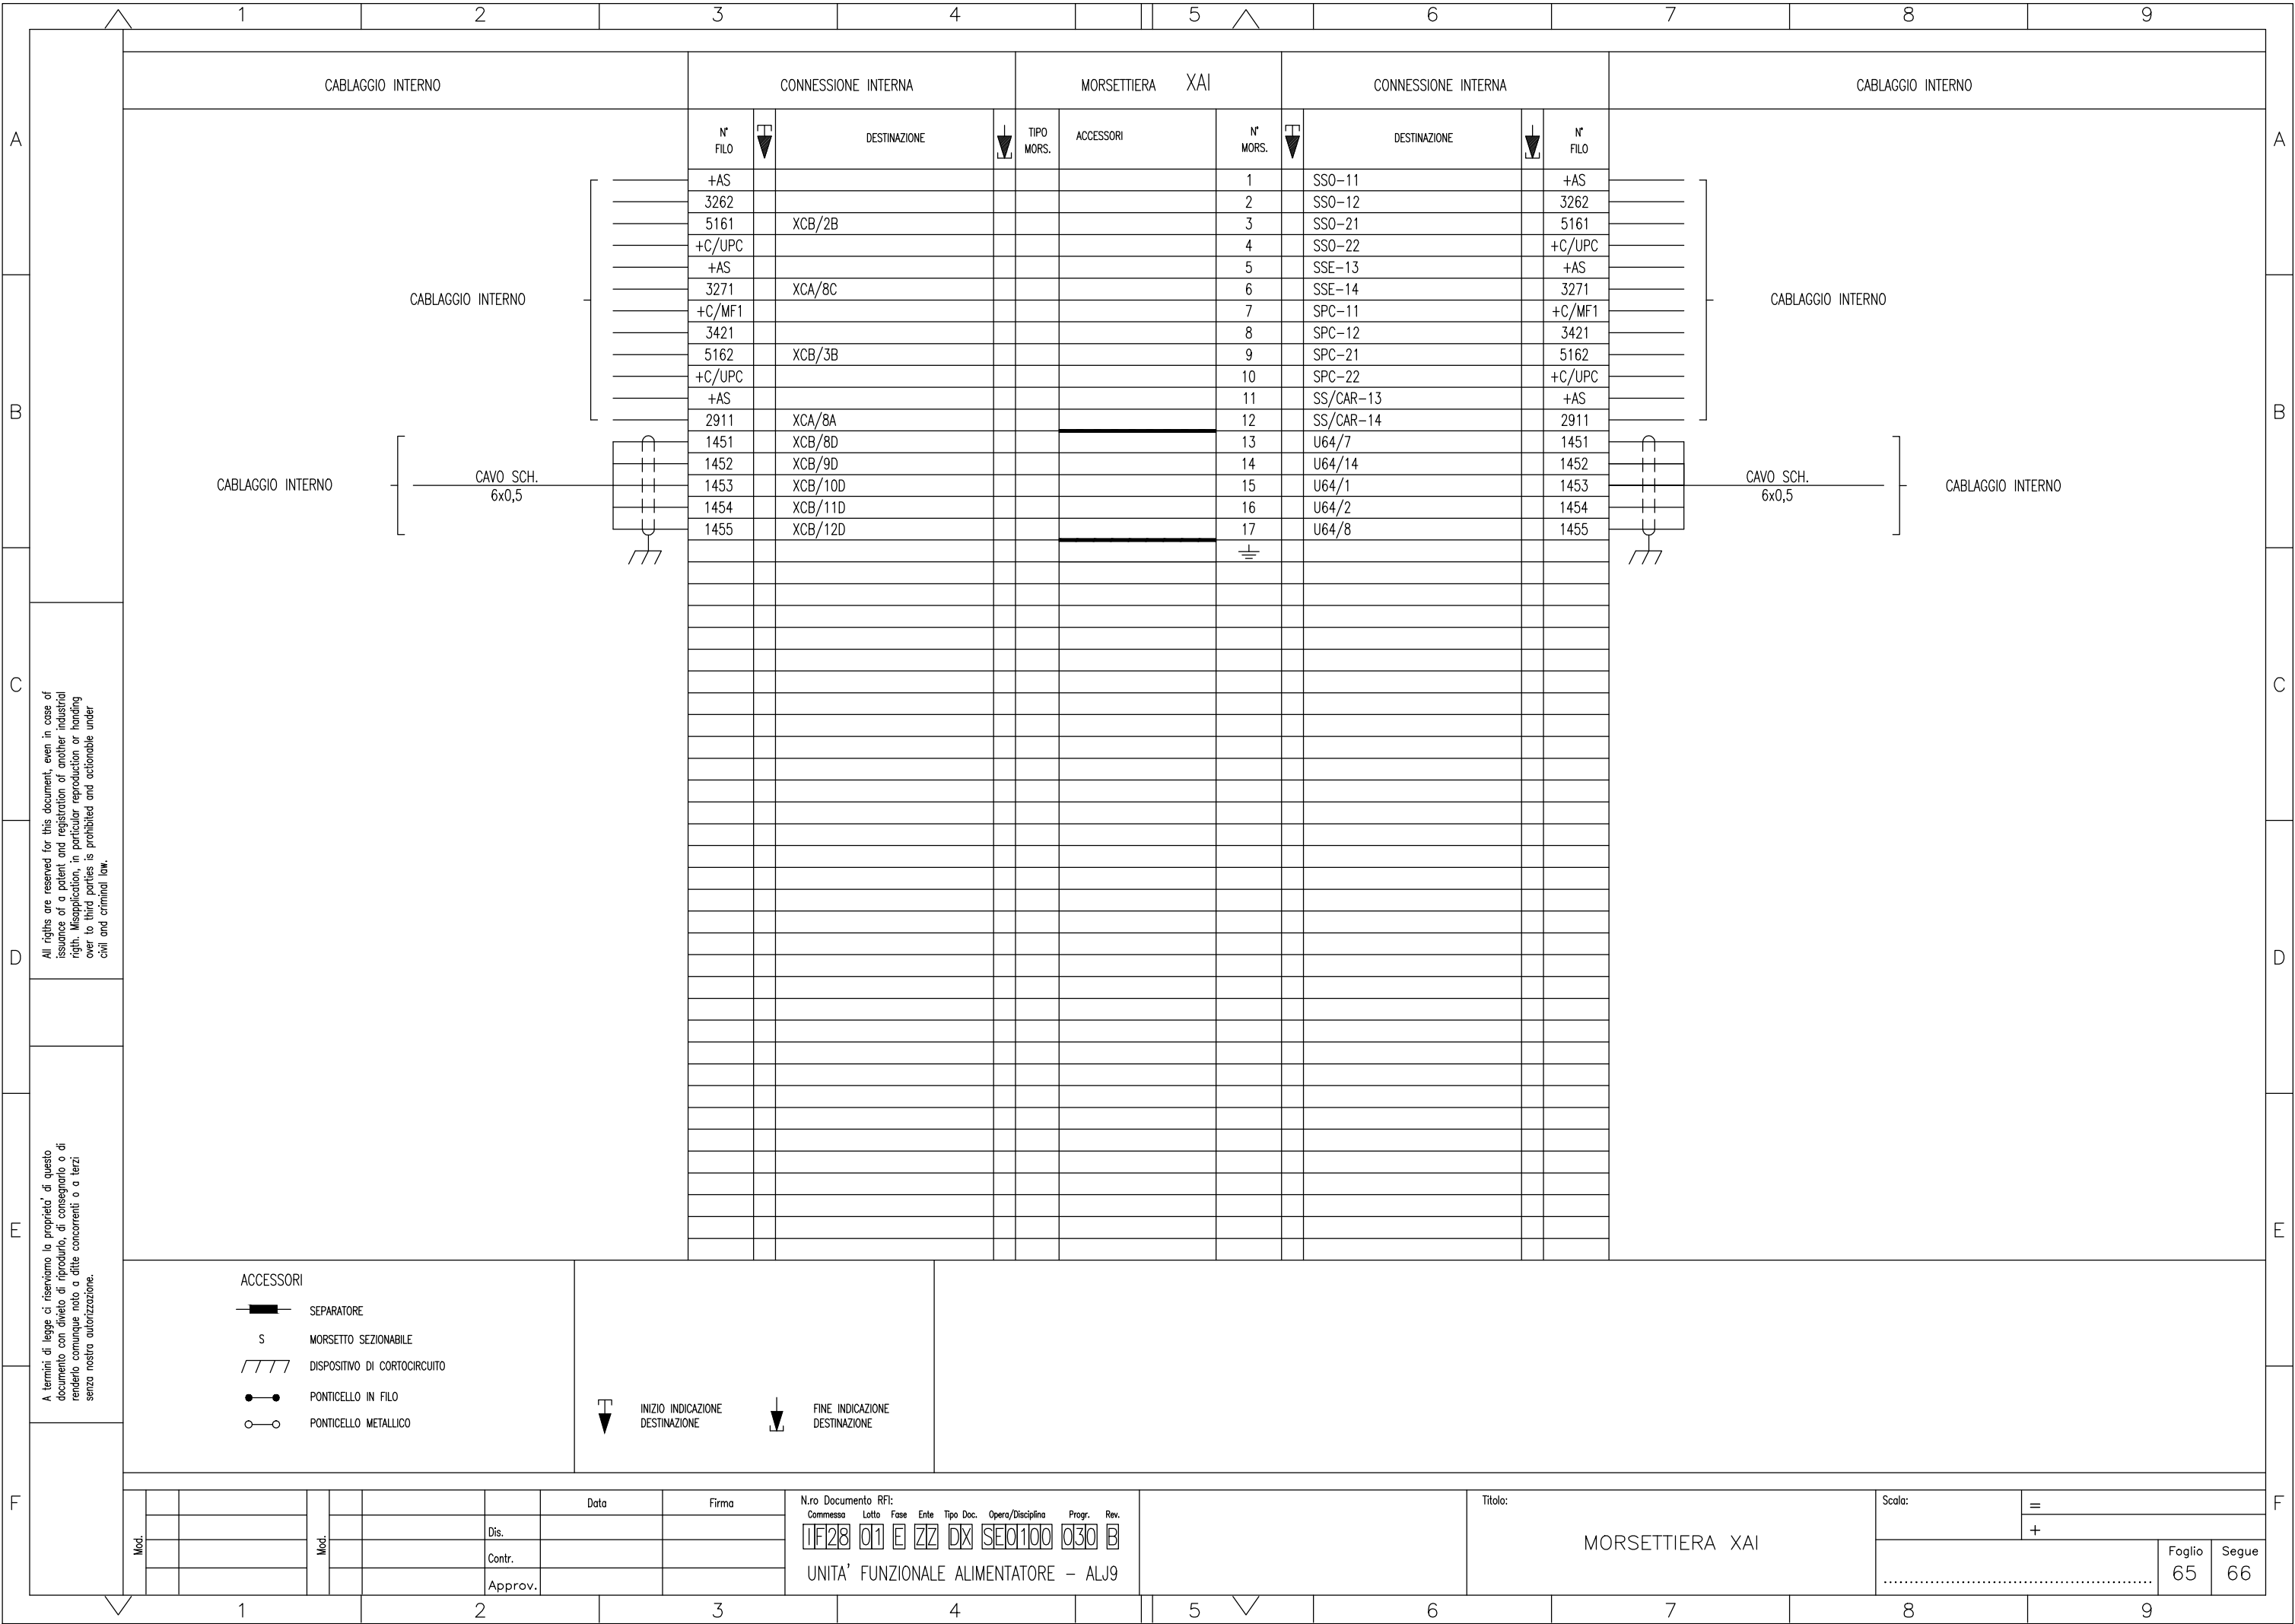 1 2 3 4 5 6 7 8 9
CABLAGGIO INTERNO CONNESSIONE INTERNA MORSETTIERA XAI CONNESSIONE INTERNA CABLAGGIO INTERNO
N° FILO DESTINAZIONE TIPO MORS. ACCESSORI N° MORS. DESTINAZIONE N° FILO
+AS 1 SSO-11 +AS
3262 2 SSO-12 3262
5161 XCB/2B 3 SSO-21 5161
+C/UPC 4 SSO-22 +C/UPC
+AS 5 SSE-13 +AS
3271 XCA/8C 6 SSE-14 3271
+C/MF1 7 SPC-11 +C/MF1
3421 8 SPC-12 3421
5162 XCB/3B 9 SPC-21 5162
+C/UPC 10 SPC-22 +C/UPC
+AS 11 SS/CAR-13 +AS
2911 XCA/8A 12 SS/CAR-14 2911
1451 XCB/8D 13 U64/7 1451
1452 XCB/9D 14 U64/14 1452
1453 XCB/10D 15 U64/1 1453
1454 XCB/11D 16 U64/2 1454
1455 XCB/12D 17 U64/8 1455
CABLAGGIO INTERNO
CABLAGGIO INTERNO
CABLAGGIO INTERNO
CAVO SCH.
6x0,5
CAVO SCH.
6x0,5
CABLAGGIO INTERNO
A B C D E F
A B C D E F
All rigths are reserved for this document, even in case of
issuance of a patent and registration of another industrial
rigth. Misapplication, in particular reproduction or handing
over to third parties is prohibited and actionable under
civil and criminal law.
A termini di legge ci riserviamo la proprieta' di questo
documento con divieto di riprodurlo, di consegnarlo o di
renderlo comunque noto a ditte concorrenti o a terzi
senza nostra autorizzazione.
ACCESSORI
SEPARATORE
S MORSETTO SEZIONABILE
DISPOSITIVO DI CORTOCIRCUITO
PONTICELLO IN FILO
PONTICELLO METALLICO
INIZIO INDICAZIONE
DESTINAZIONE
FINE INDICAZIONE
DESTINAZIONE
Mod.
Mod.
Data Firma
Dis.
Contr.
Approv.
N.ro Documento RFI:
Commessa Lotto Fase Ente Tipo Doc. Opera/Disciplina Progr. Rev.
IF28 01 E ZZ DX SE0100 030 B
UNITA' FUNZIONALE ALIMENTATORE - ALJ9
Titolo:
MORSETTIERA XAI
Scala:
=
+
Foglio Segue
65 66
1 2 3 4 5 6 7 8 9